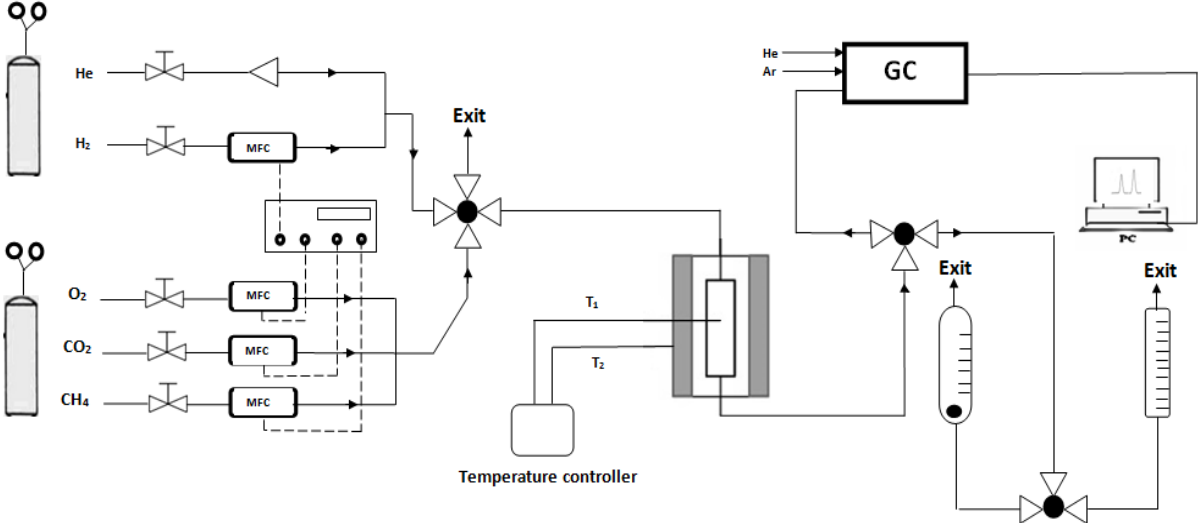 He
H₂
MFC
Exit
O₂
MFC
CO₂
MFC
CH₄
MFC
T₁
T₂
Temperature controller
He
Ar
GC
PC
Exit
Exit